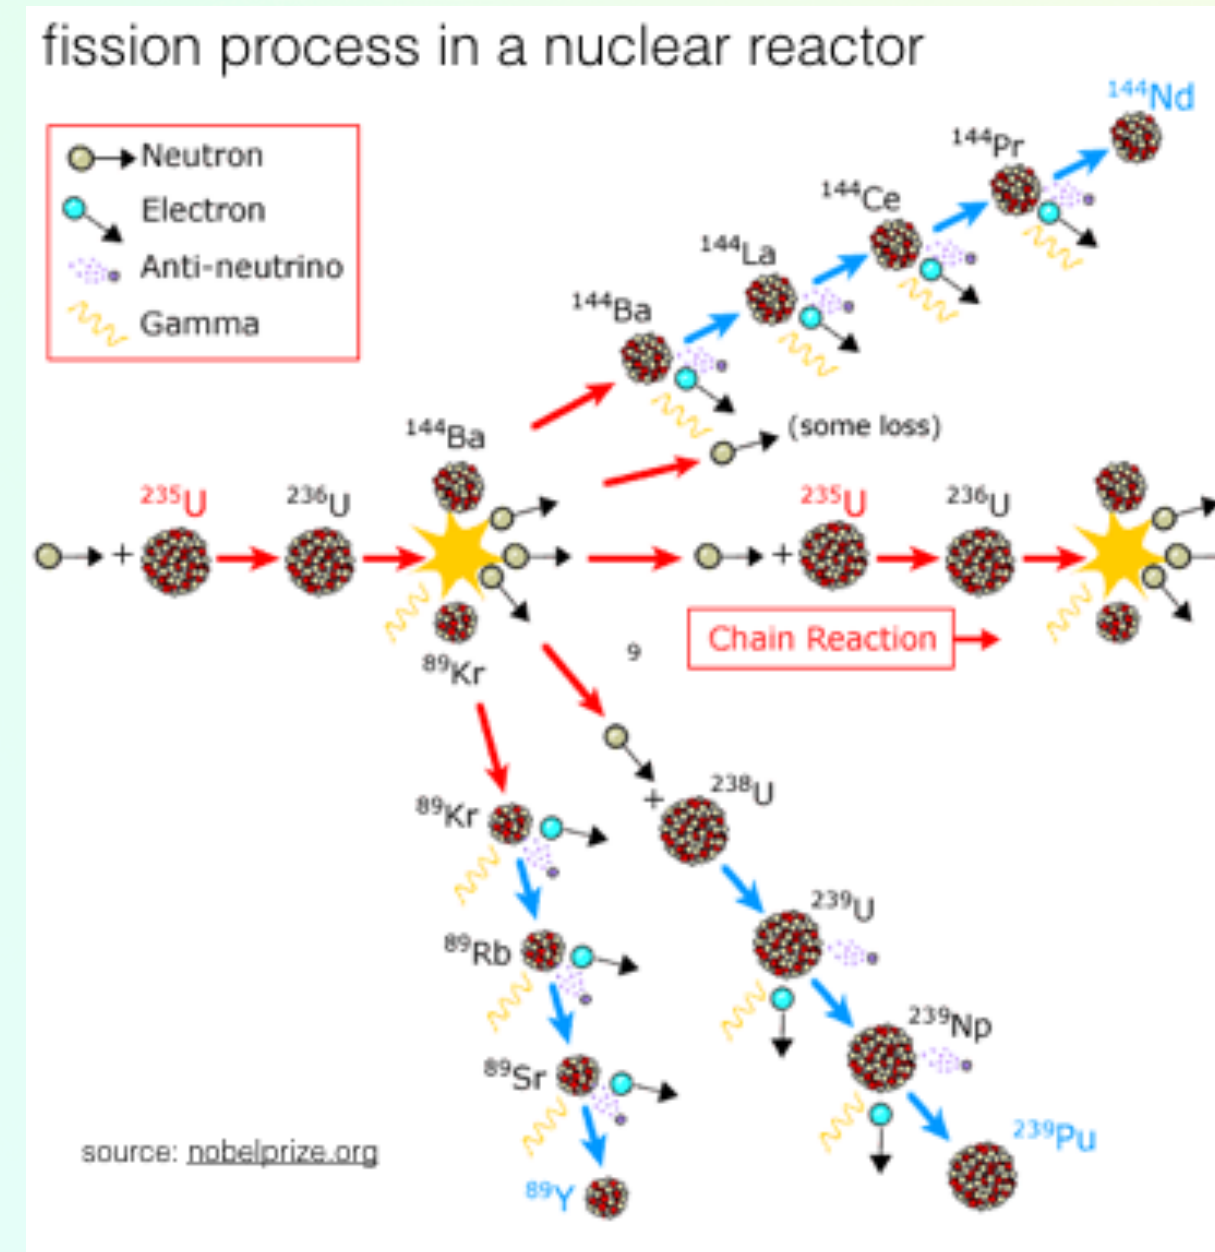 fission process in a nuclear reactor
Neutron
Electron
Anti-neutrino
Gamma
¹⁴⁴Nd
¹⁴⁴Pr
¹⁴⁴Ce
¹⁴⁴La
¹⁴⁴Ba
(some loss)
¹⁴⁴Ba
+ ²³⁵U ²³⁶U
+ ²³⁵U ²³⁶U
Chain Reaction
9
⁸⁹Kr
⁸⁹Kr
+ ²³⁸U
²³⁹U
⁸⁹Rb
²³⁹Np
⁸⁹Sr
²³⁹Pu
source: nobelprize.org
⁸⁹Y